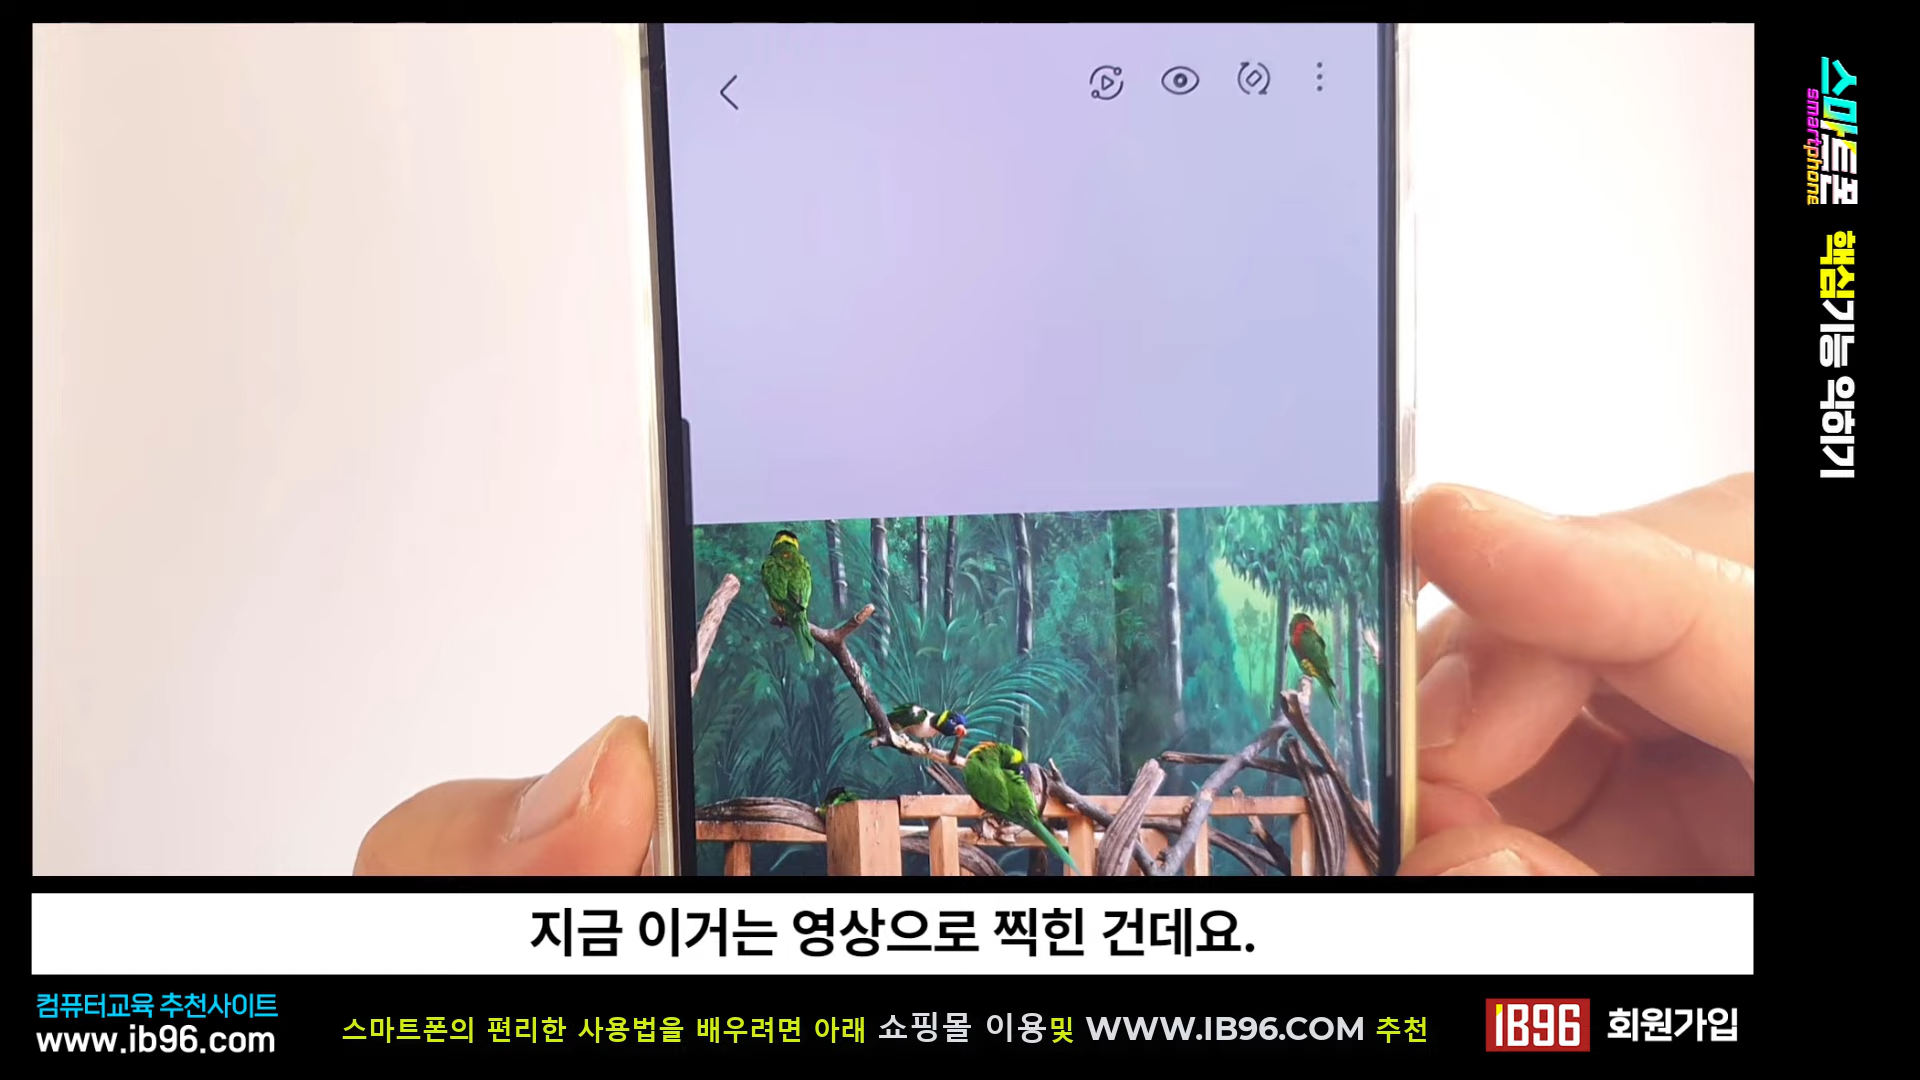 스마트폰
smartphone
핵심기능 익히기
지금 이거는 영상으로 찍힌 건데요.
컴퓨터교육 추천사이트
www.ib96.com
스마트폰의 편리한 사용법을 배우려면 아래 쇼핑몰 이용및 WWW.IB96.COM 추천
IB96 회원가입